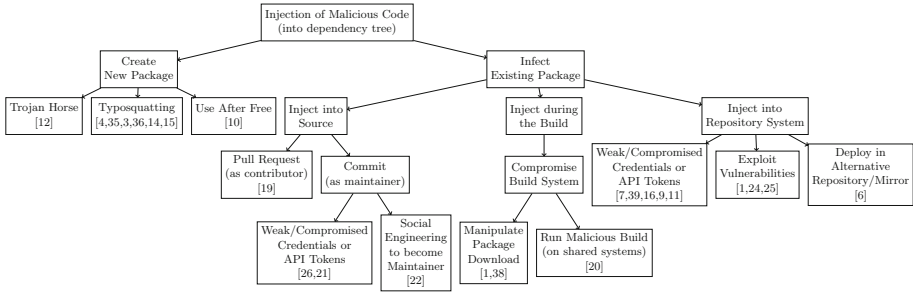 Injection of Malicious Code
(into dependency tree)
Create
New Package
Infect
Existing Package
Trojan Horse
[12]
Typosquatting
[4,35,3,36,14,15]
Use After Free
[10]
Inject into
Source
Inject during
the Build
Inject into
Repository System
Pull Request
(as contributor)
[19]
Commit
(as maintainer)
Compromise
Build System
Weak/Compromised
Credentials or
API Tokens
[7,39,16,9,11]
Exploit
Vulnerabilities
[1,24,25]
Deploy in
Alternative
Repository/Mirror
[6]
Weak/Compromised
Credentials or
API Tokens
[26,21]
Social
Engineering
to become
Maintainer
[22]
Manipulate
Package
Download
[1,38]
Run Malicious Build
(on shared systems)
[20]